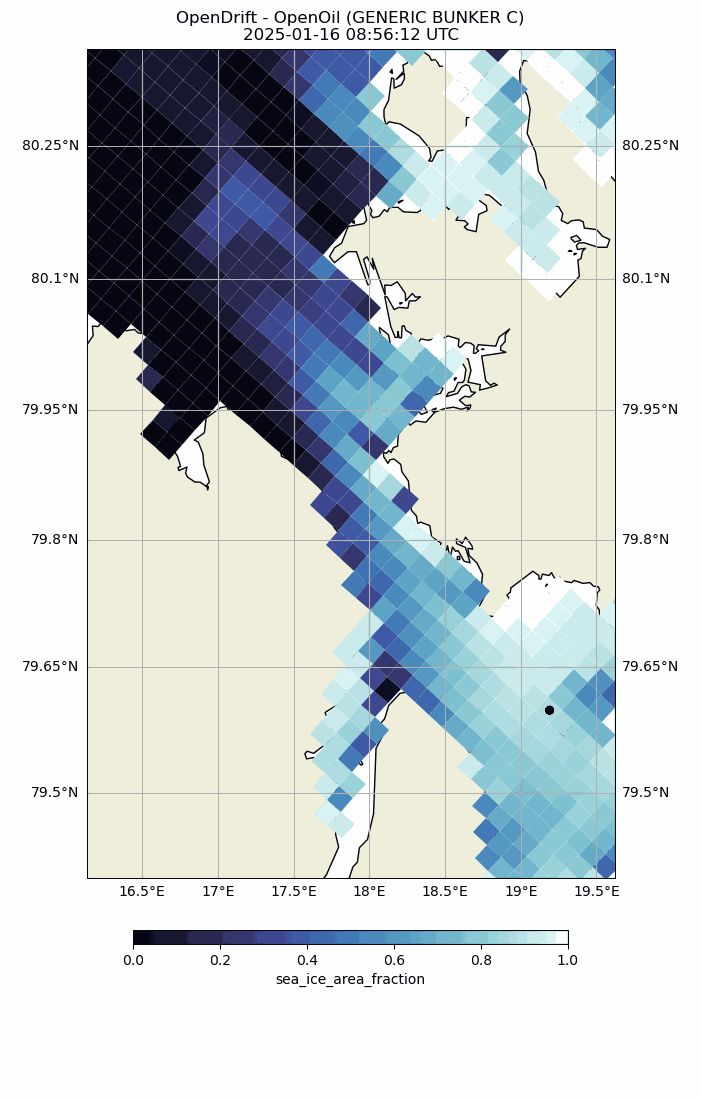 OpenDrift - OpenOil (GENERIC BUNKER C)
2025-01-16 08:56:12 UTC
80.25°N 80.25°N
80.1°N 80.1°N
79.95°N 79.95°N
79.8°N 79.8°N
79.65°N 79.65°N
79.5°N 79.5°N
16.5°E 17°E 17.5°E 18°E 18.5°E 19°E 19.5°E
0.0 0.2 0.4 0.6 0.8 1.0
sea_ice_area_fraction